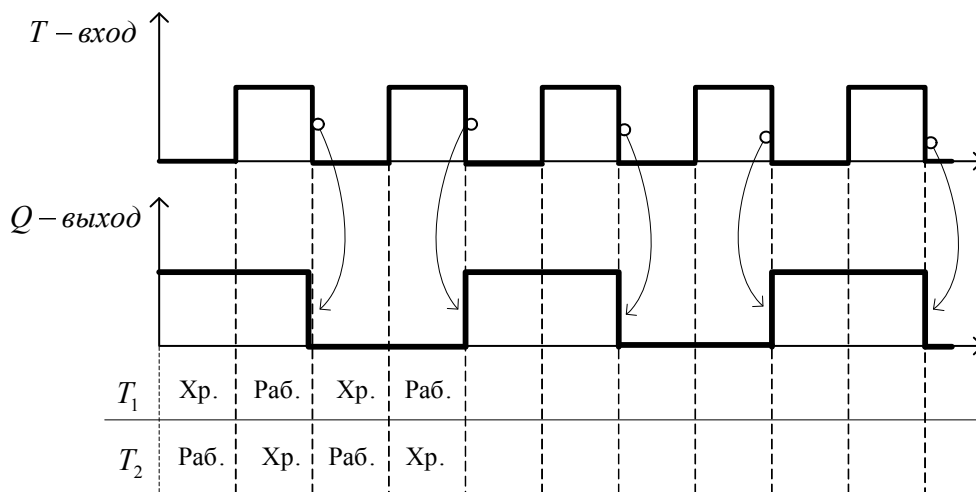 T – вход
Q – выход
T₁ Хр. Раб. Хр. Раб.
T₂ Раб. Хр. Раб. Хр.